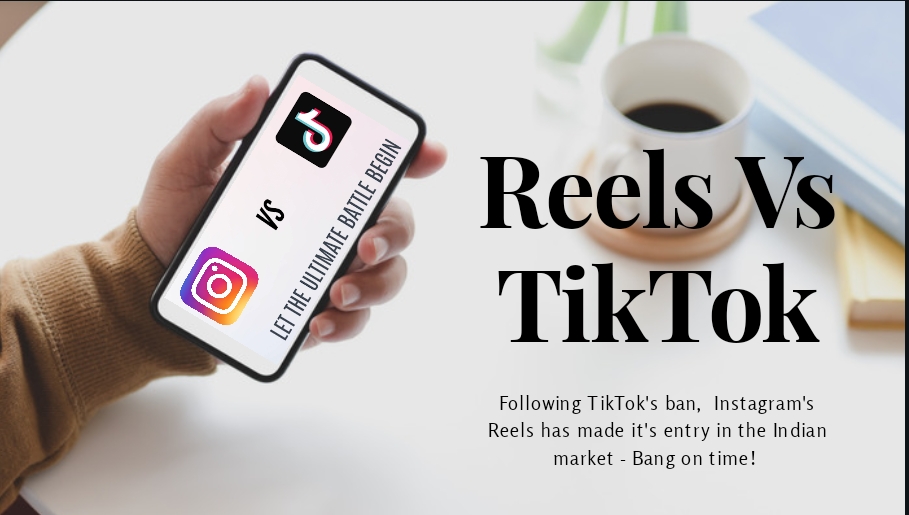 VS
LET THE ULTIMATE BATTLE BEGIN
Reels Vs
TikTok
Following TikTok's ban,  Instagram's
Reels has made it's entry in the Indian
market - Bang on time!